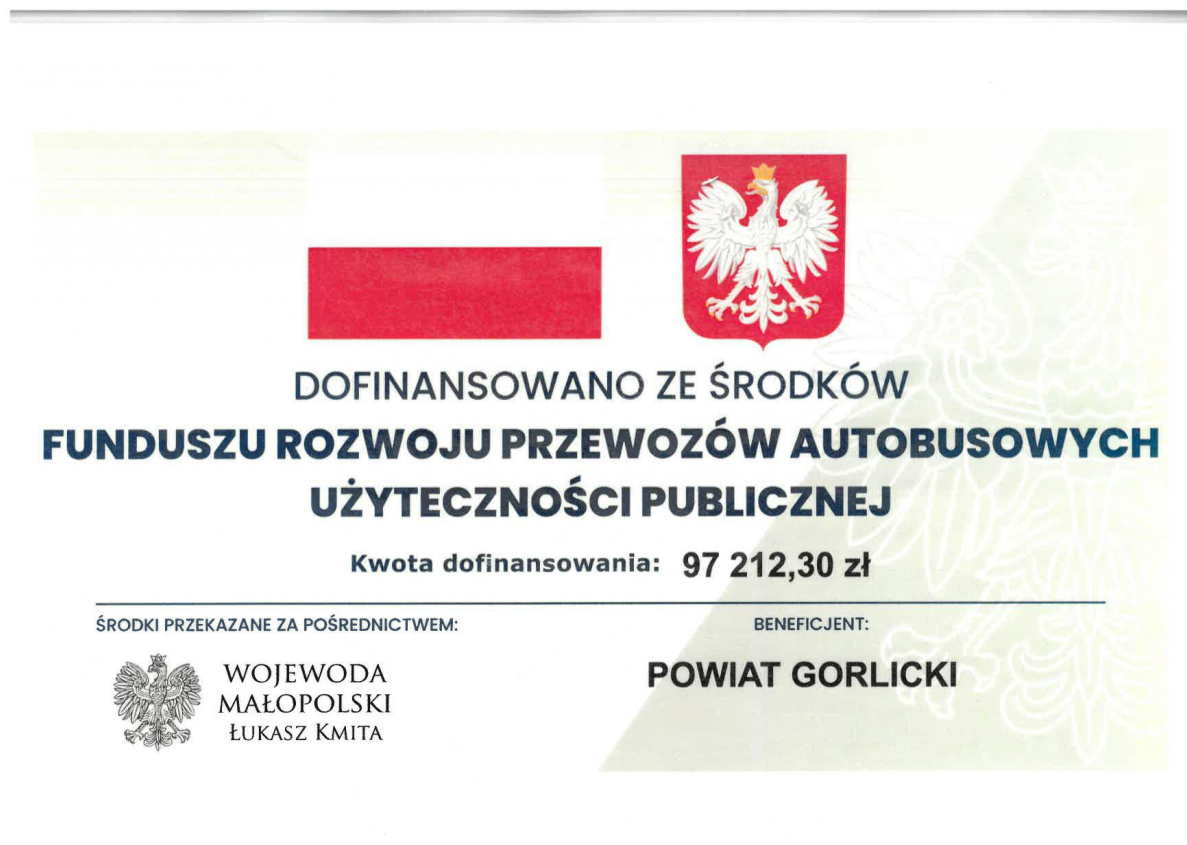 DOFINANSOWANO ZE ŚRODKÓW
FUNDUSZU ROZWOJU PRZEWOZÓW AUTOBUSOWYCH
UŻYTECZNOŚCI PUBLICZNEJ
Kwota dofinansowania: 97 212,30 zł
ŚRODKI PRZEKAZANE ZA POŚREDNICTWEM:
WOJEWODA
MAŁOPOLSKI
ŁUKASZ KMITA
BENEFICJENT:
POWIAT GORLICKI